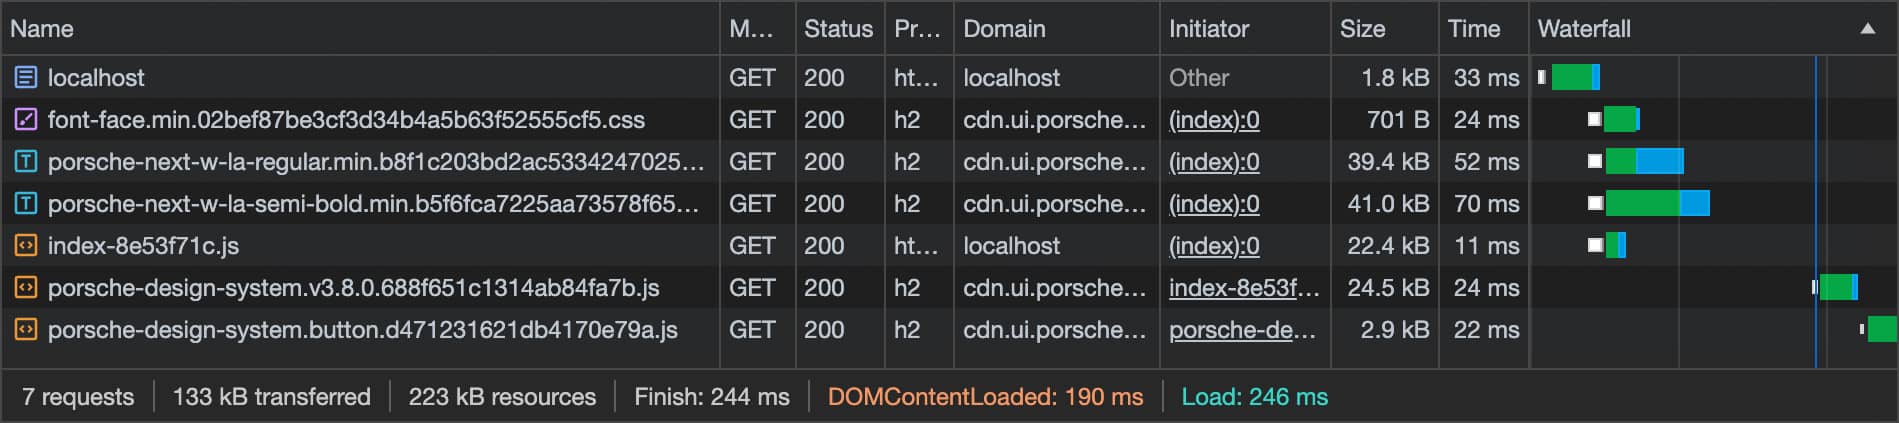 Name M... Status Pr... Domain Initiator Size Time Waterfall
localhost GET 200 ht... localhost Other 1.8 kB 33 ms
font-face.min.02bef87be3cf3d34b4a5b63f52555cf5.css GET 200 h2 cdn.ui.porsche... (index):0 701 B 24 ms
porsche-next-w-la-regular.min.b8f1c203bd2ac5334247025... GET 200 h2 cdn.ui.porsche... (index):0 39.4 kB 52 ms
porsche-next-w-la-semi-bold.min.b5f6fca7225aa73578f65... GET 200 h2 cdn.ui.porsche... (index):0 41.0 kB 70 ms
index-8e53f71c.js GET 200 ht... localhost (index):0 22.4 kB 11 ms
porsche-design-system.v3.8.0.688f651c1314ab84fa7b.js GET 200 h2 cdn.ui.porsche... index-8e53f... 24.5 kB 24 ms
porsche-design-system.button.d471231621db4170e79a.js GET 200 h2 cdn.ui.porsche... porsche-de... 2.9 kB 22 ms
7 requests 133 kB transferred 223 kB resources Finish: 244 ms DOMContentLoaded: 190 ms Load: 246 ms